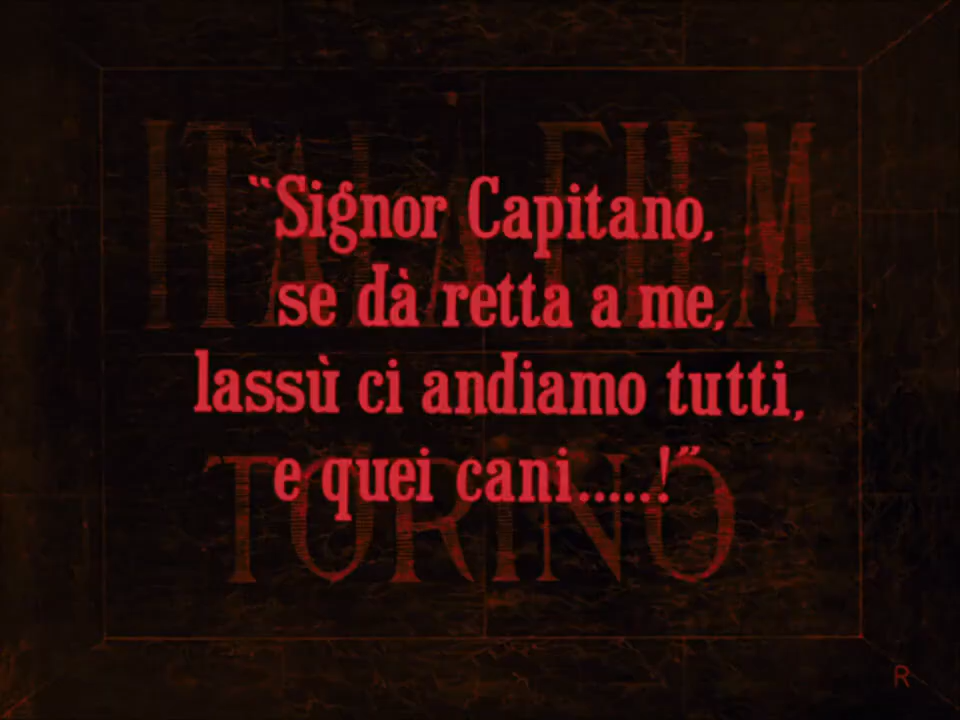 ITALA FILM
"Signor Capitano,
se dà retta a me,
lassù ci andiamo tutti,
e quei cani.....!"
TORINO
R